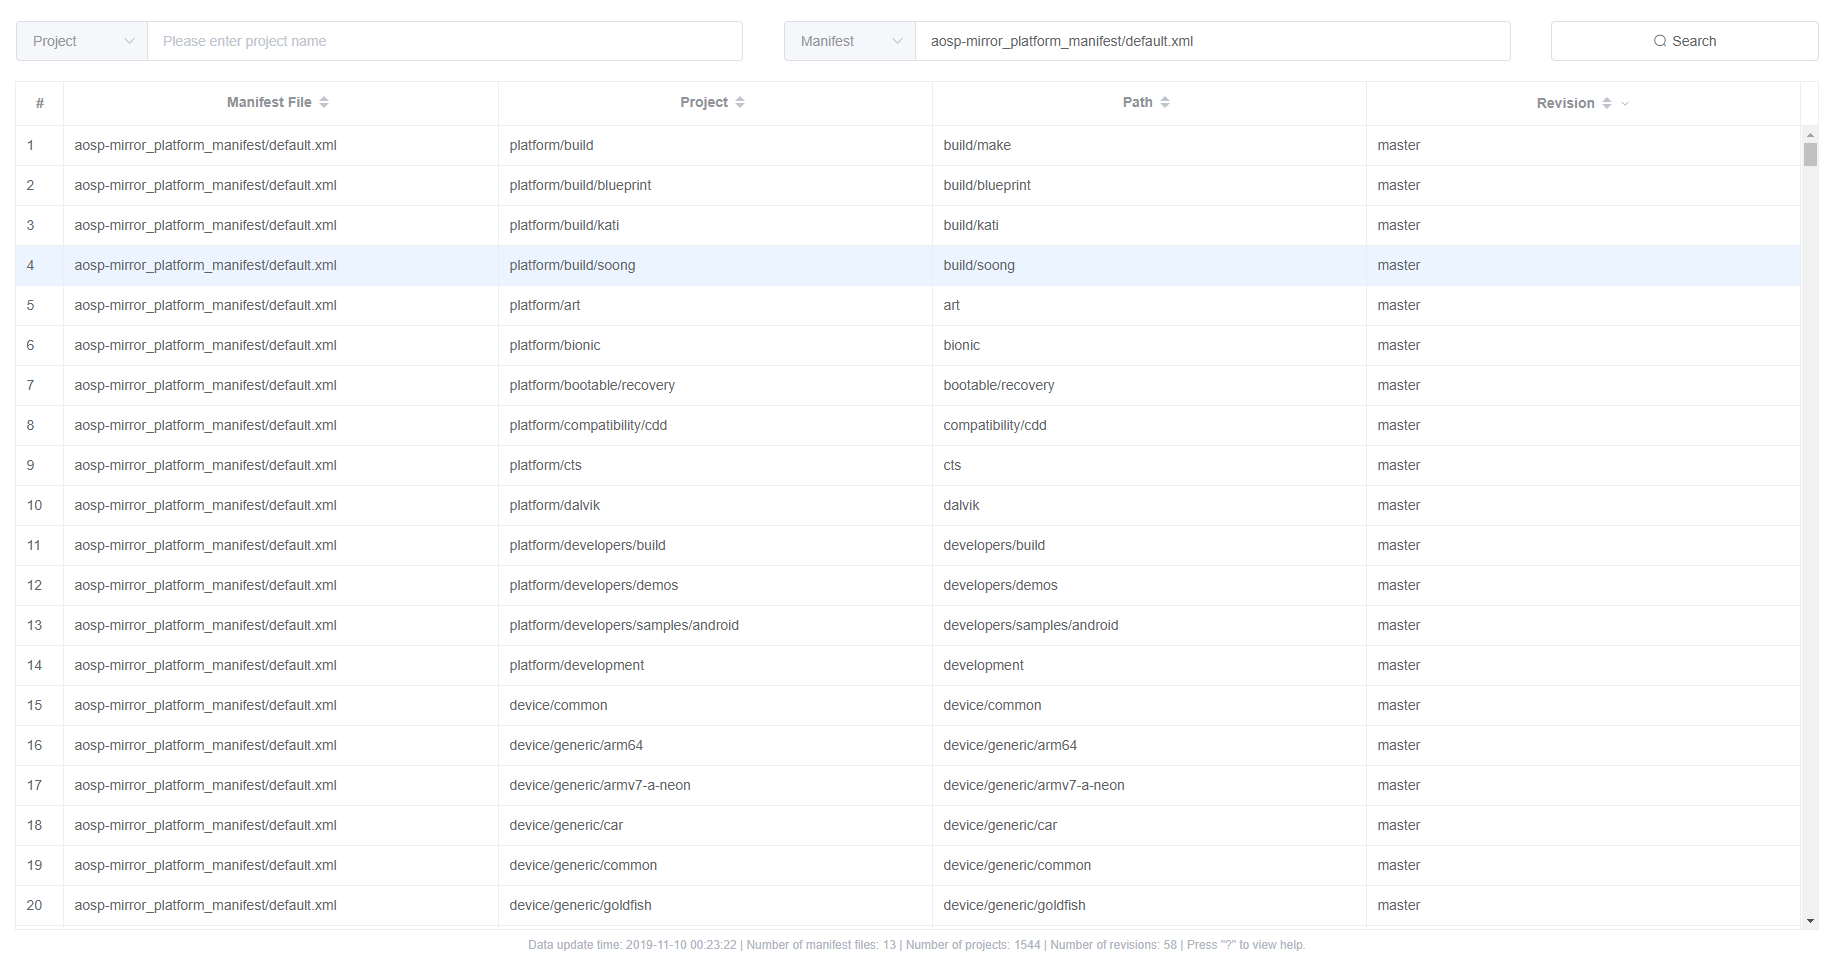 Project Please enter project name Manifest aosp-mirror_platform_manifest/default.xml Search
# Manifest File Project Path Revision
1 aosp-mirror_platform_manifest/default.xml platform/build build/make master
2 aosp-mirror_platform_manifest/default.xml platform/build/blueprint build/blueprint master
3 aosp-mirror_platform_manifest/default.xml platform/build/kati build/kati master
4 aosp-mirror_platform_manifest/default.xml platform/build/soong build/soong master
5 aosp-mirror_platform_manifest/default.xml platform/art art master
6 aosp-mirror_platform_manifest/default.xml platform/bionic bionic master
7 aosp-mirror_platform_manifest/default.xml platform/bootable/recovery bootable/recovery master
8 aosp-mirror_platform_manifest/default.xml platform/compatibility/cdd compatibility/cdd master
9 aosp-mirror_platform_manifest/default.xml platform/cts cts master
10 aosp-mirror_platform_manifest/default.xml platform/dalvik dalvik master
11 aosp-mirror_platform_manifest/default.xml platform/developers/build developers/build master
12 aosp-mirror_platform_manifest/default.xml platform/developers/demos developers/demos master
13 aosp-mirror_platform_manifest/default.xml platform/developers/samples/android developers/samples/android master
14 aosp-mirror_platform_manifest/default.xml platform/development development master
15 aosp-mirror_platform_manifest/default.xml device/common device/common master
16 aosp-mirror_platform_manifest/default.xml device/generic/arm64 device/generic/arm64 master
17 aosp-mirror_platform_manifest/default.xml device/generic/armv7-a-neon device/generic/armv7-a-neon master
18 aosp-mirror_platform_manifest/default.xml device/generic/car device/generic/car master
19 aosp-mirror_platform_manifest/default.xml device/generic/common device/generic/common master
20 aosp-mirror_platform_manifest/default.xml device/generic/goldfish device/generic/goldfish master
Data update time: 2019-11-10 00:23:22 | Number of manifest files: 13 | Number of projects: 1544 | Number of revisions: 58 | Press "?" to view help.